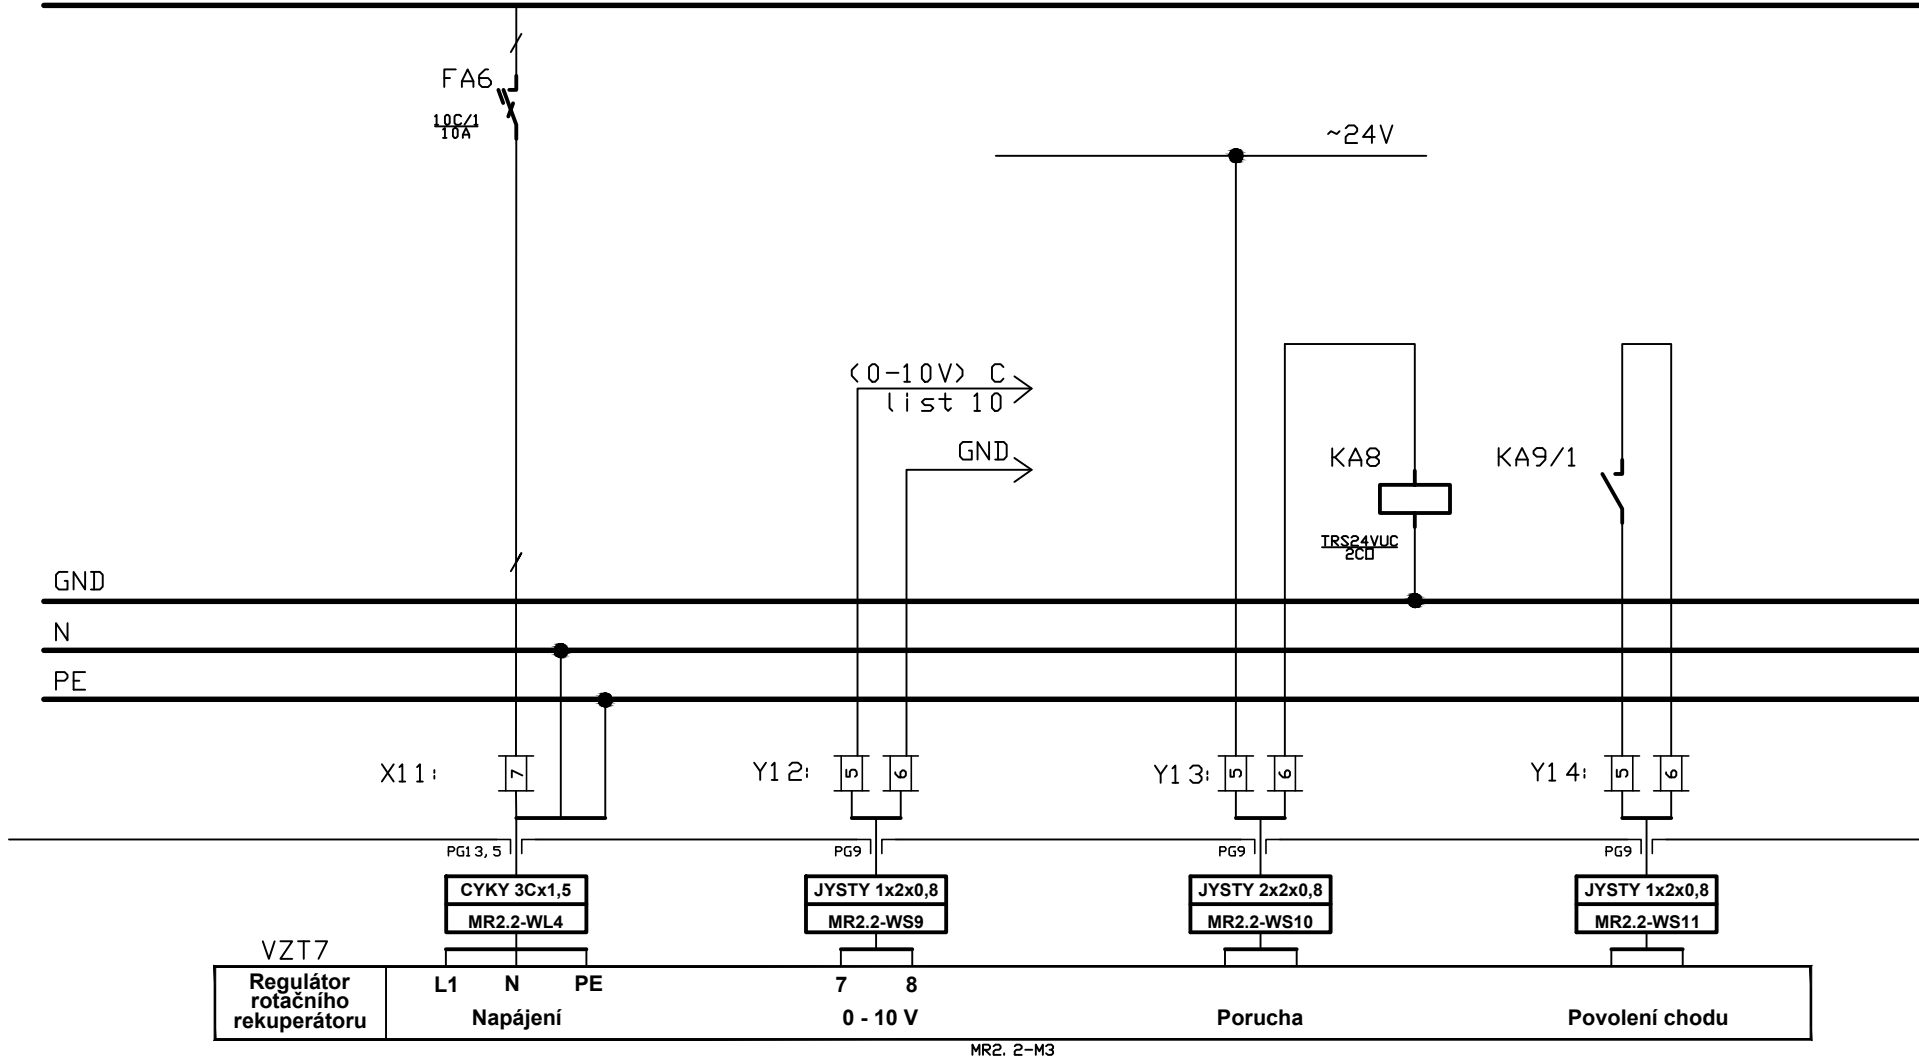 FA6
10C/1
10A
~24V
(0-10V) C
list 10
GND
KA8
KA9/1
TRS24VUC
2CO
GND
N
PE
X11: 7
Y12: 5 6
Y13: 5 6
Y14: 5 6
PG13,5
PG9
PG9
PG9
CYKY 3Cx1,5
JYSTY 1x2x0,8
JYSTY 2x2x0,8
JYSTY 1x2x0,8
MR2.2-WL4
MR2.2-WS9
MR2.2-WS10
MR2.2-WS11
VZT7
Regulátor
rotačního
rekuperátoru
L1 N PE
7 8
Napájení
0 - 10 V
Porucha
Povolení chodu
MR2.2-M3